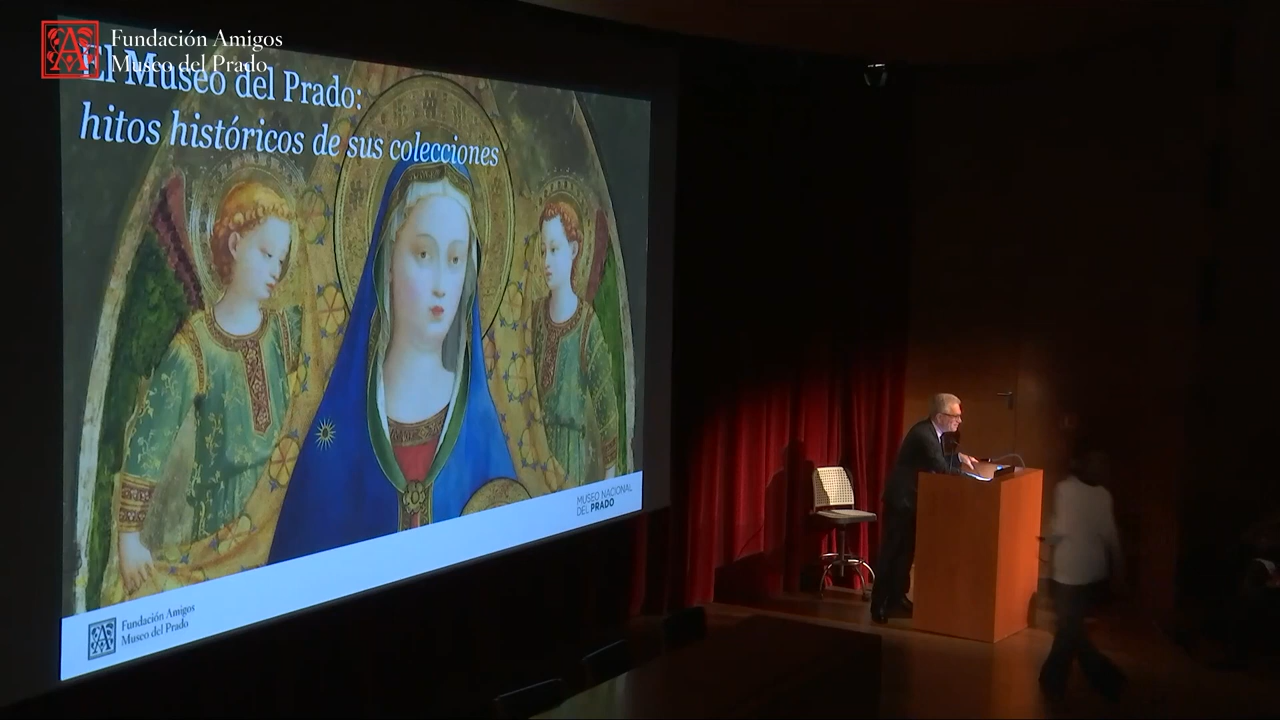 Fundación Amigos
Museo del Prado
El Museo del Prado:
hitos históricos de sus colecciones
MUSEO NACIONAL
DEL PRADO
Fundación Amigos
Museo del Prado